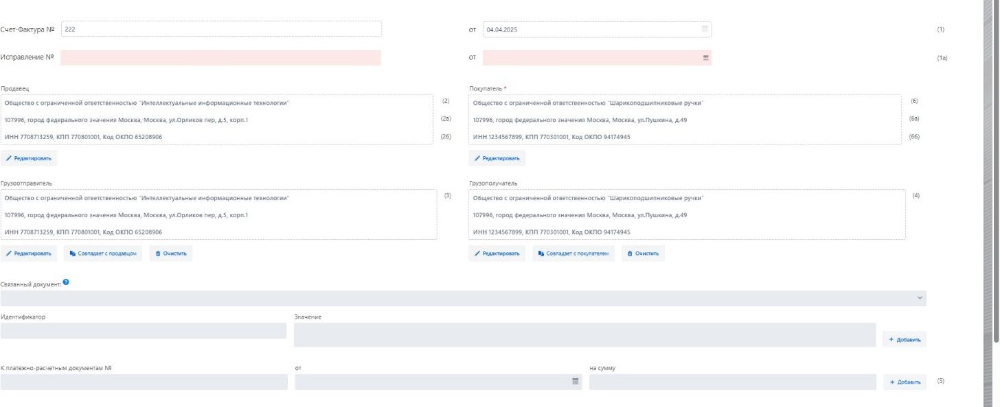 Счет-Фактура № 222 от 04.04.2025 (1)
Исправление № от (1а)
Продавец Покупатель *
Общество с ограниченной ответственностью "Интеллектуальные информационные технологии" (2) Общество с ограниченной ответственностью "Шарикоподшипниковые ручки" (6)
107996, город федерального значения Москва, Москва, ул.Орликов пер, д.5, корп.1 (2а) 107996, город федерального значения Москва, Москва, ул.Пушкина, д.49 (6а)
ИНН 7708713259, КПП 770801001, Код ОКПО 65208906 (2б) ИНН 1234567899, КПП 770301001, Код ОКПО 94174945 (6б)
Редактировать Редактировать
Грузоотправитель Грузополучатель
Общество с ограниченной ответственностью "Интеллектуальные информационные технологии" (3) Общество с ограниченной ответственностью "Шарикоподшипниковые ручки" (4)
107996, город федерального значения Москва, Москва, ул.Орликов пер, д.5, корп.1 107996, город федерального значения Москва, Москва, ул.Пушкина, д.49
ИНН 7708713259, КПП 770801001, Код ОКПО 65208906 ИНН 1234567899, КПП 770301001, Код ОКПО 94174945
Редактировать Совпадает с продавцом Очистить Редактировать Совпадает с покупателем Очистить
Связанный документ: ?
Идентификатор Значение
+ Добавить
К платежно-расчетным документам № от на сумму
+ Добавить (5)